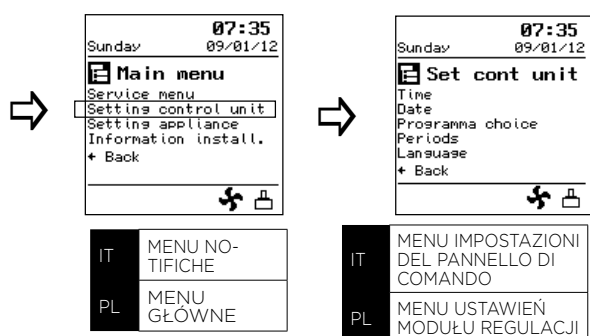 07:35
Sunday 09/01/12
Main menu
Service menu
Setting control unit
Setting appliance
Information install.
+ Back
IT MENU NO-
TIFICHE
PL MENU
GŁÓWNE
07:35
Sunday 09/01/12
Set cont unit
Time
Date
Programma choice
Periods
Language
+ Back
IT MENU IMPOSTAZIONI
DEL PANNELLO DI
COMANDO
PL MENU USTAWIEŃ
MODUŁU REGULACJI